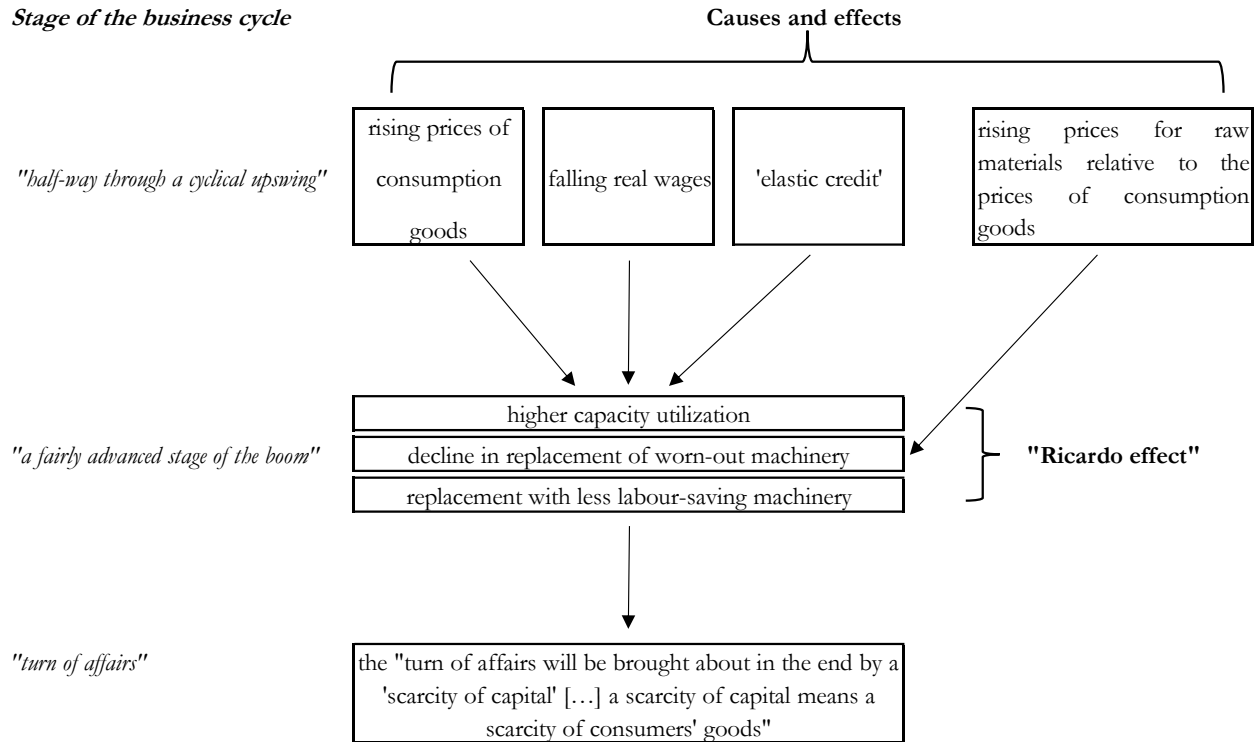 Stage of the business cycle
Causes and effects
"half-way through a cyclical upswing"
rising prices of
consumption
goods
falling real wages
'elastic credit'
rising prices for raw
materials relative to the
prices of consumption
goods
"a fairly advanced stage of the boom"
higher capacity utilization
decline in replacement of worn-out machinery
replacement with less labour-saving machinery
"Ricardo effect"
"turn of affairs"
the "turn of affairs will be brought about in the end by a
'scarcity of capital' […] a scarcity of capital means a
scarcity of consumers' goods"